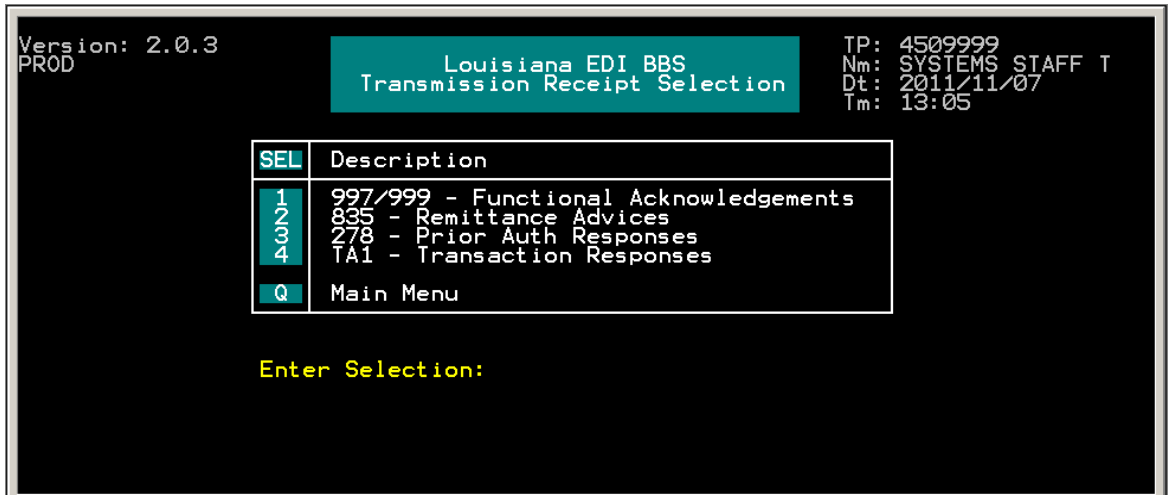 Version: 2.0.3
PROD
Louisiana EDI BBS
Transmission Receipt Selection
TP: 4509999
Nm: SYSTEMS STAFF T
Dt: 2011/11/07
Tm: 13:05
SEL Description
1 997/999 - Functional Acknowledgements
2 835 - Remittance Advices
3 278 - Prior Auth Responses
4 TA1 - Transaction Responses
Q Main Menu
Enter Selection: